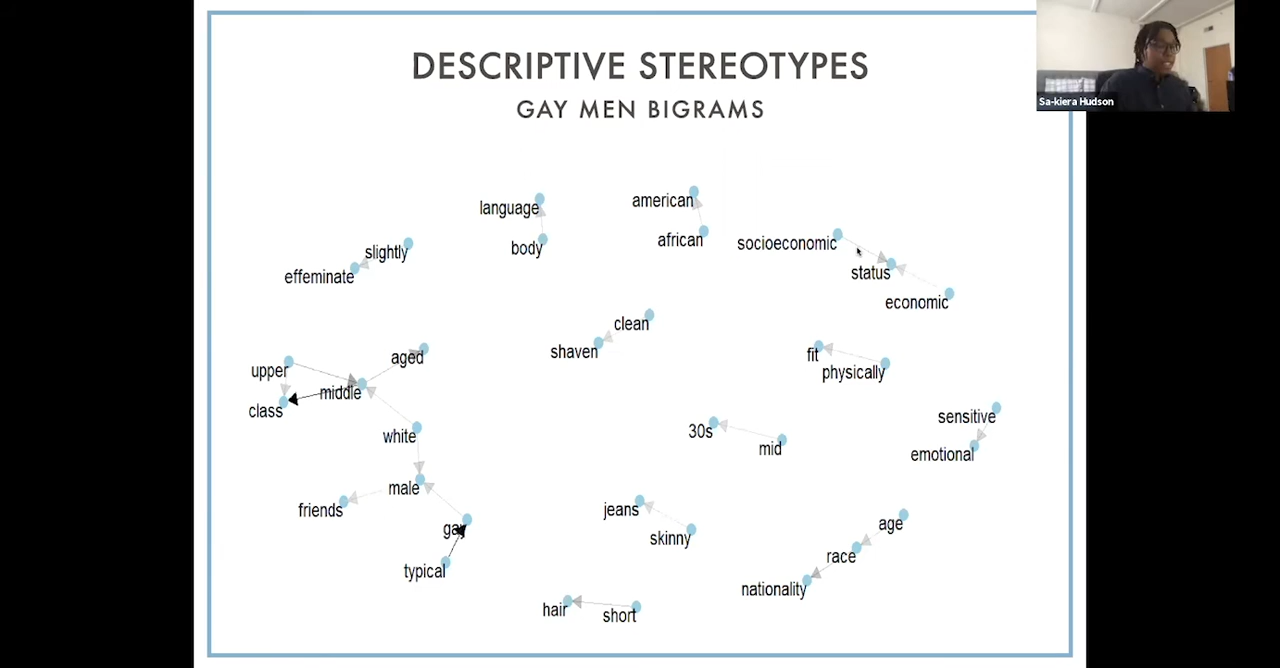 DESCRIPTIVE STEREOTYPES
GAY MEN BIGRAMS
Sa-kiera Hudson
language
american
body
african
slightly
socioeconomic
effeminate
status
economic
clean
shaven
aged
fit
upper
physically
middle
class
sensitive
white
30s
mid
emotional
male
friends
jeans
gay
skinny
age
race
typical
nationality
hair
short